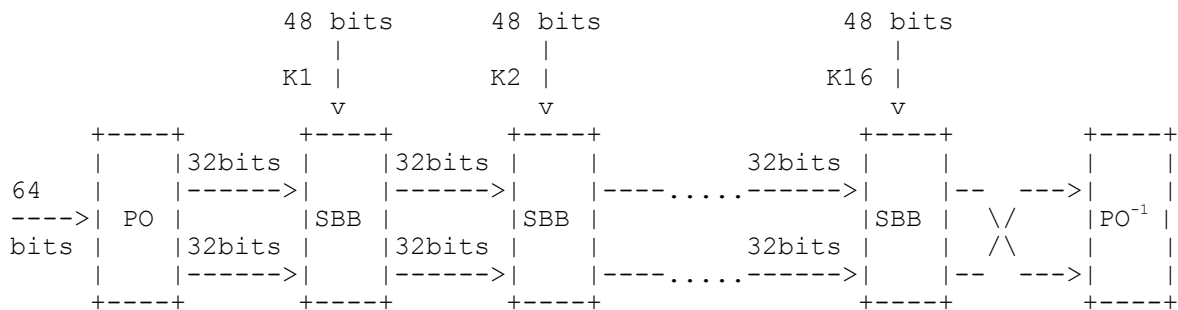 48 bits       48 bits             48 bits
                        |             |                   |
                    K1  |         K2  |              K16  |
                        v             v                   v
     +----+       +----+       +----+             +----+         +----+
     |    |32bits |    |32bits |    |       32bits|    |         |    |
64   |    |------>|    |------>|    |----.....--->|    |--  ---->|    |
---->| PO |       |SBB |       |SBB |             |SBB |  \/     |PO⁻¹ |
bits |    |32bits |    |32bits |    |       32bits|    |  /\     |    |
     |    |------>|    |------>|    |----.....--->|    |--  ---->|    |
     +----+       +----+       +----+             +----+         +----+